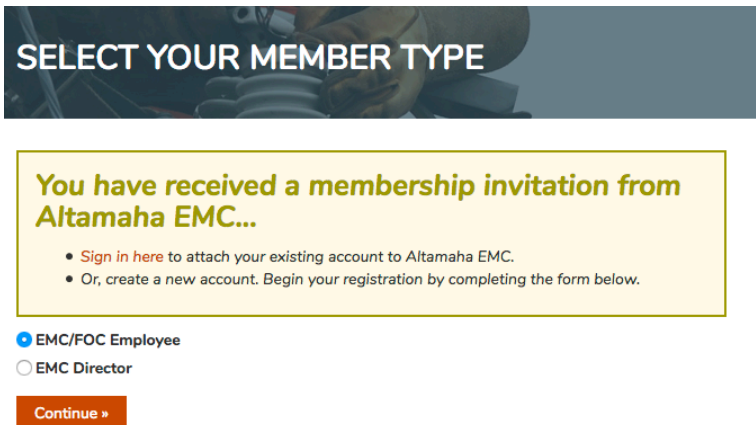 SELECT YOUR MEMBER TYPE
You have received a membership invitation from
Altamaha EMC...
• Sign in here to attach your existing account to Altamaha EMC.
• Or, create a new account. Begin your registration by completing the form below.
EMC/FOC Employee
EMC Director
Continue »